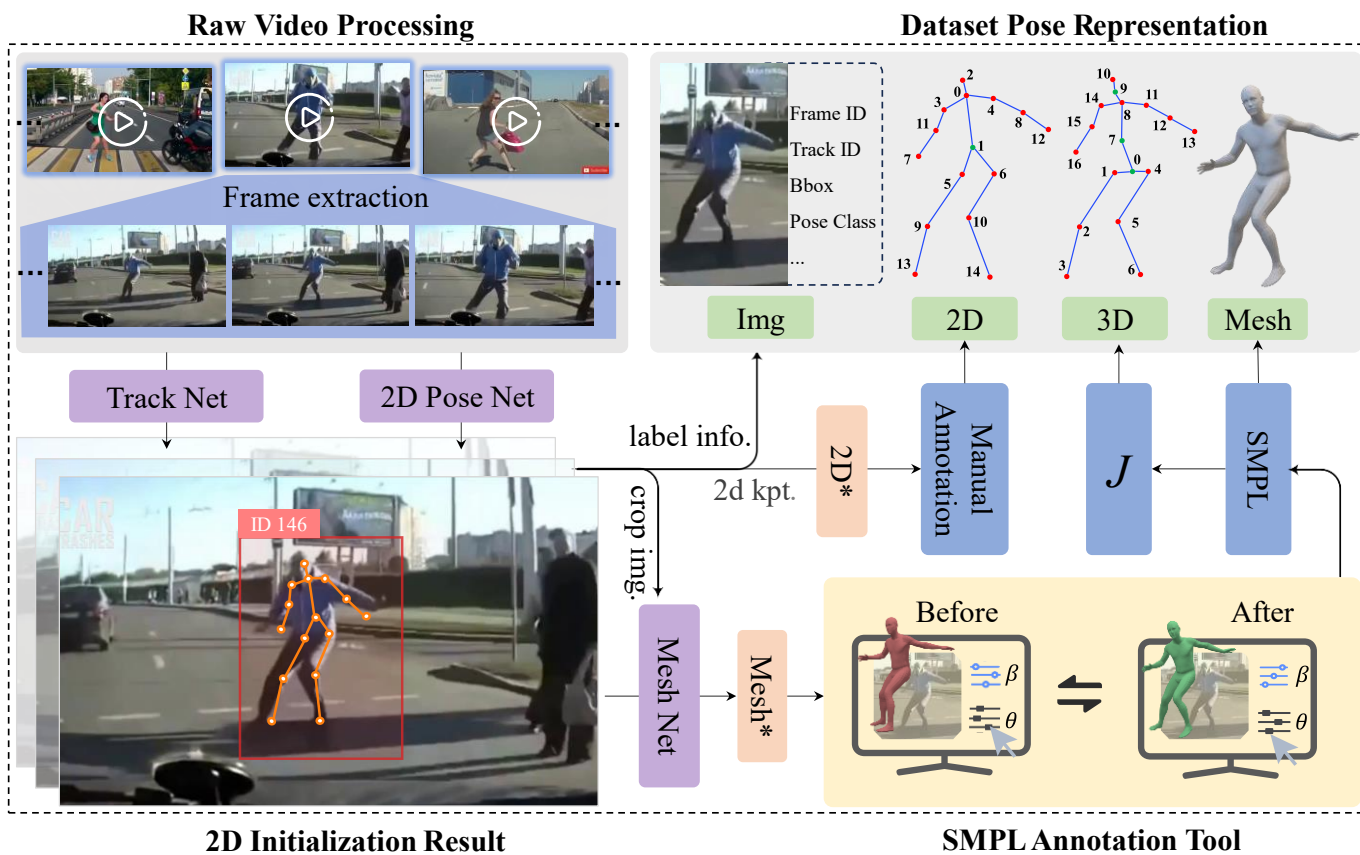 Raw Video Processing
Dataset Pose Representation
...
...
Frame extraction
...
...
Frame ID
Track ID
Bbox
Pose Class
...
2
0
3
4
11
8
12
7
1
5
6
9
10
13
14
10
9
14
11
8
15
12
13
16
7
0
1
4
2
5
3
6
Img
2D
3D
Mesh
Track Net
2D Pose Net
label info.
2d kpt.
crop img.
2D*
Manual
Annotation
J
SMPL
CAR
CRASHES
ID 146
Mesh Net
Mesh*
Before
After
β
θ
β
θ
2D Initialization Result
SMPL Annotation Tool